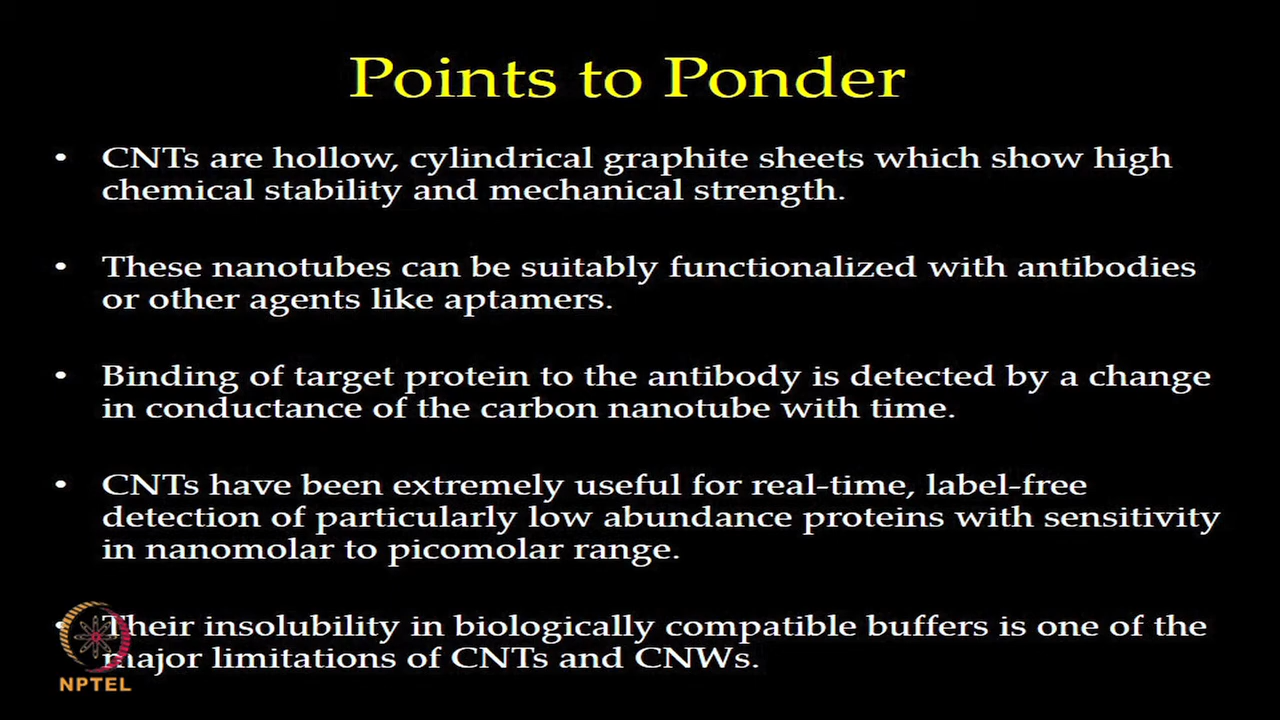 Points to Ponder
• CNTs are hollow, cylindrical graphite sheets which show high
chemical stability and mechanical strength.
• These nanotubes can be suitably functionalized with antibodies
or other agents like aptamers.
• Binding of target protein to the antibody is detected by a change
in conductance of the carbon nanotube with time.
• CNTs have been extremely useful for real-time, label-free
detection of particularly low abundance proteins with sensitivity
in nanomolar to picomolar range.
• Their insolubility in biologically compatible buffers is one of the
major limitations of CNTs and CNWs.
NPTEL